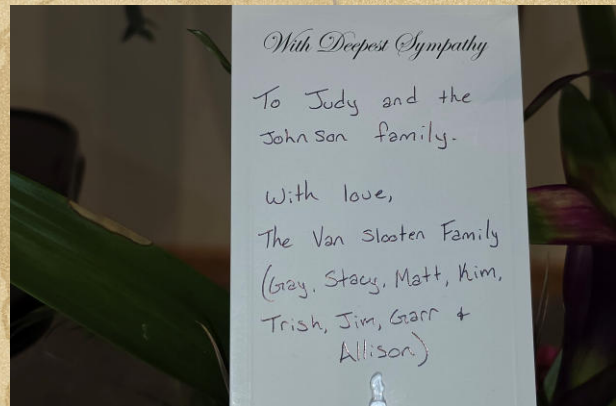 With Deepest Sympathy
To Judy and the
Johnson family.
With love,
The Van Slooten Family
(Gay, Stacy, Matt, Kim,
Trish, Jim, Garr &
Allison)